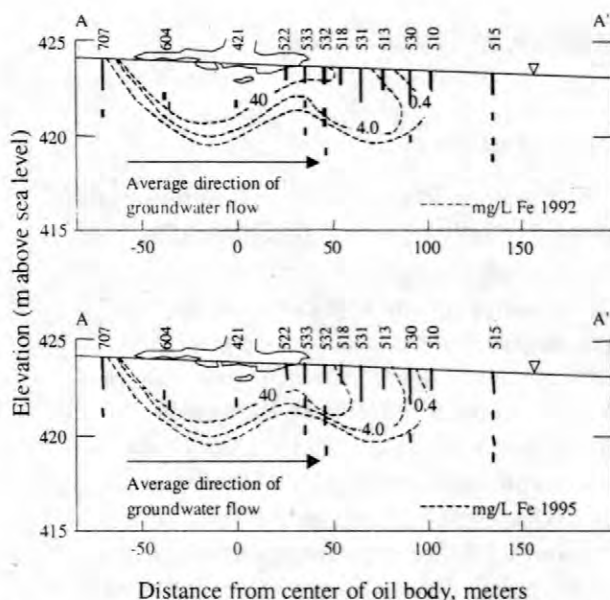 A A'
707 604 421 522 533 532 518 531 513 530 510 515
425
420
415
40 4.0 0.4
Average direction of
groundwater flow
mg/L Fe 1992
-50 0 50 100 150
A A'
707 604 421 522 533 532 518 531 513 530 510 515
425
420
415
40 4.0 0.4
Average direction of
groundwater flow
mg/L Fe 1995
-50 0 50 100 150
Elevation (m above sea level)
Distance from center of oil body, meters